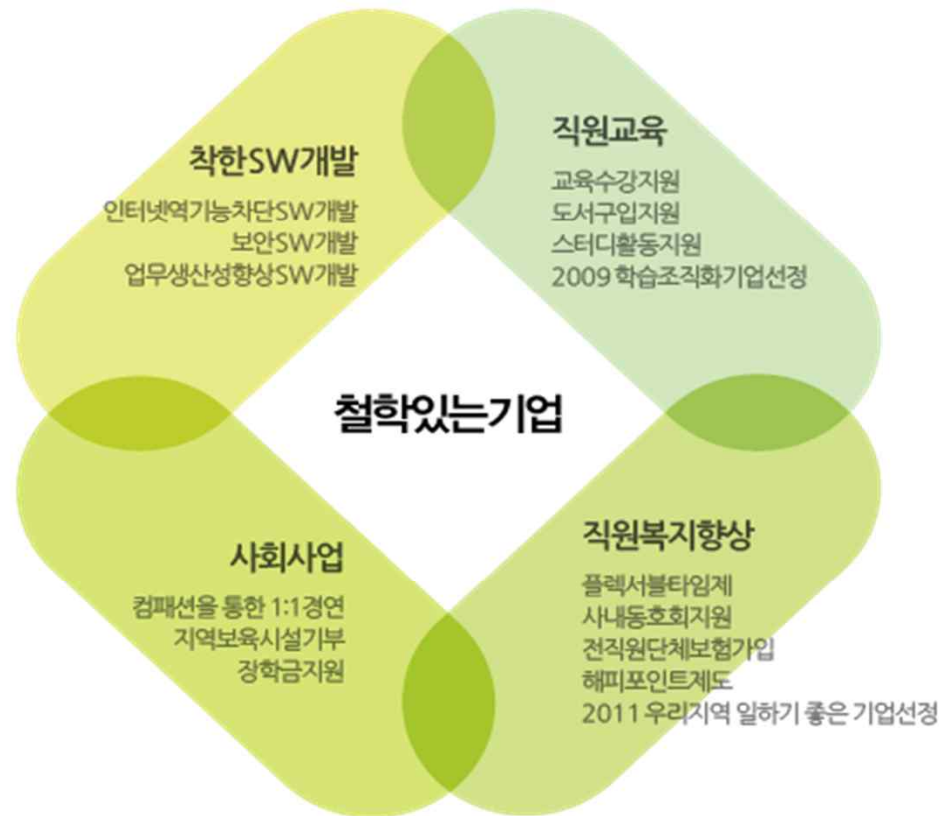 착한SW개발
인터넷역기능차단SW개발
보안SW개발
업무생산성향상SW개발
직원교육
교육수강지원
도서구입지원
스터디활동지원
2009 학습조직화기업선정
철학있는기업
사회사업
컴패션을 통한 1:1경연
지역보육시설기부
장학금지원
직원복지향상
플렉서블타임제
사내동호회지원
전직원단체보험가입
해피포인트제도
2011 우리지역 일하기 좋은 기업선정